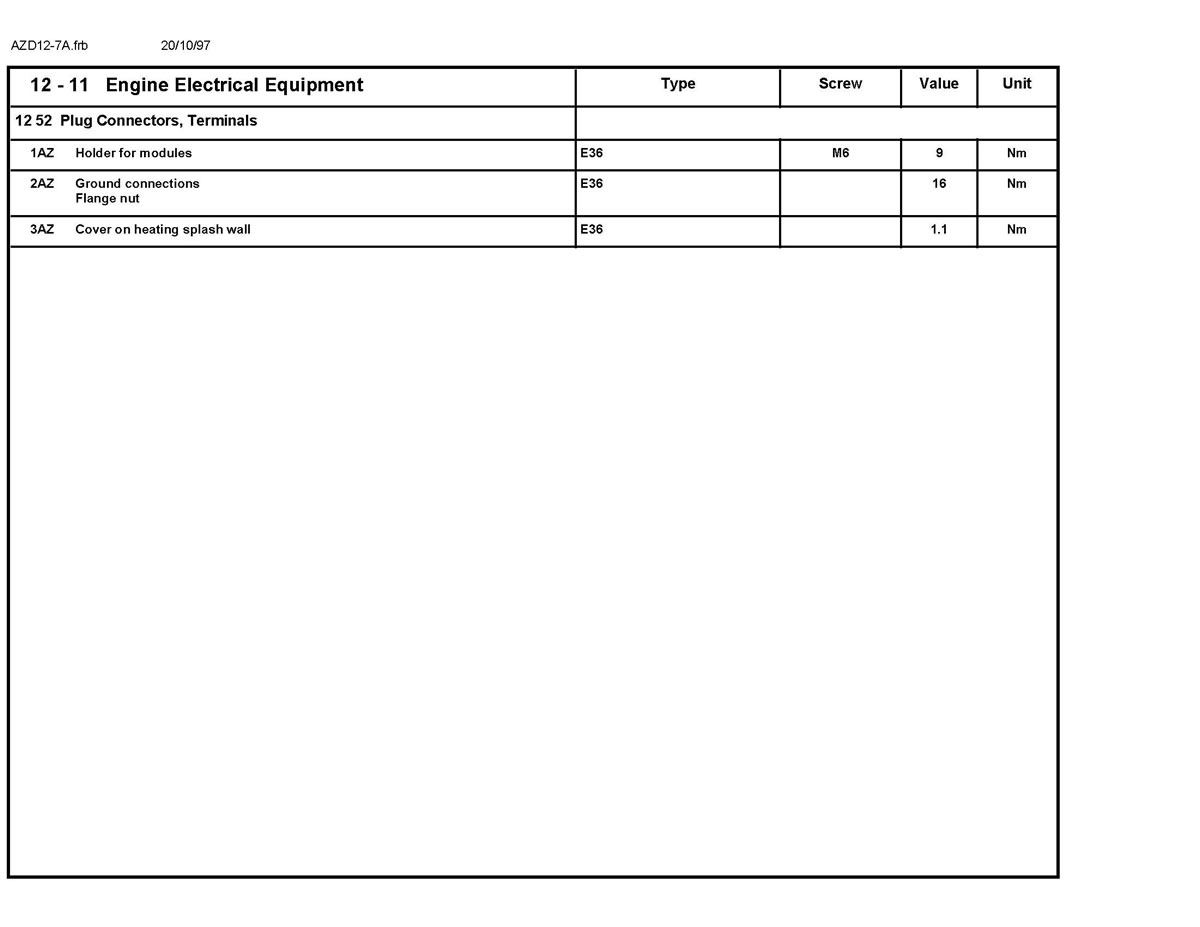 AZD12-7A.frb 20/10/97
12 - 11 Engine Electrical Equipment Type Screw Value Unit
12 52 Plug Connectors, Terminals
1AZ Holder for modules E36 M6 9 Nm
2AZ Ground connections E36 16 Nm
Flange nut
3AZ Cover on heating splash wall E36 1.1 Nm